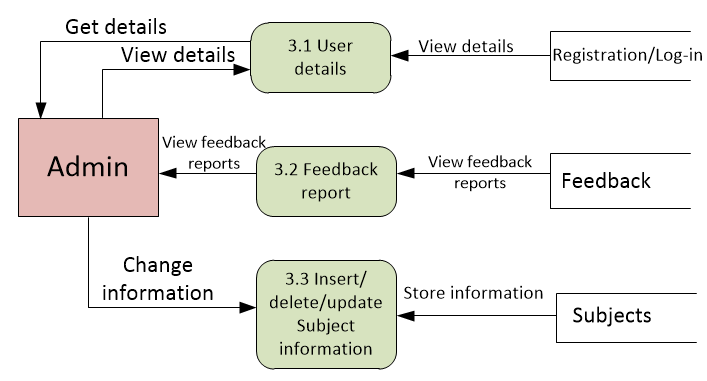 Get details
View details
3.1 User
details
View details
Registration/Log-in
Admin
View feedback
reports
3.2 Feedback
report
View feedback
reports
Feedback
Change
information
3.3 Insert/
delete/update
Subject
information
Store information
Subjects